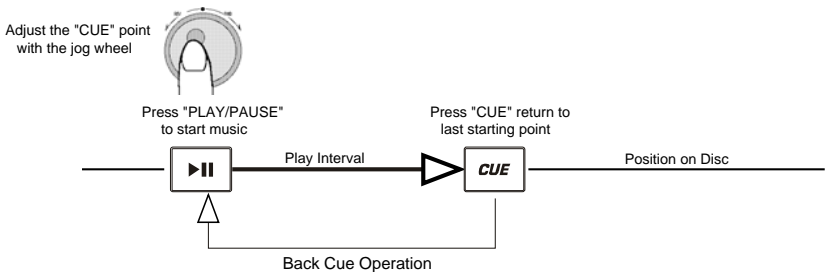 Adjust the "CUE" point
with the jog wheel
Press "PLAY/PAUSE"
to start music
Press "CUE" return to
last starting point
Play Interval
CUE
Position on Disc
Back Cue Operation